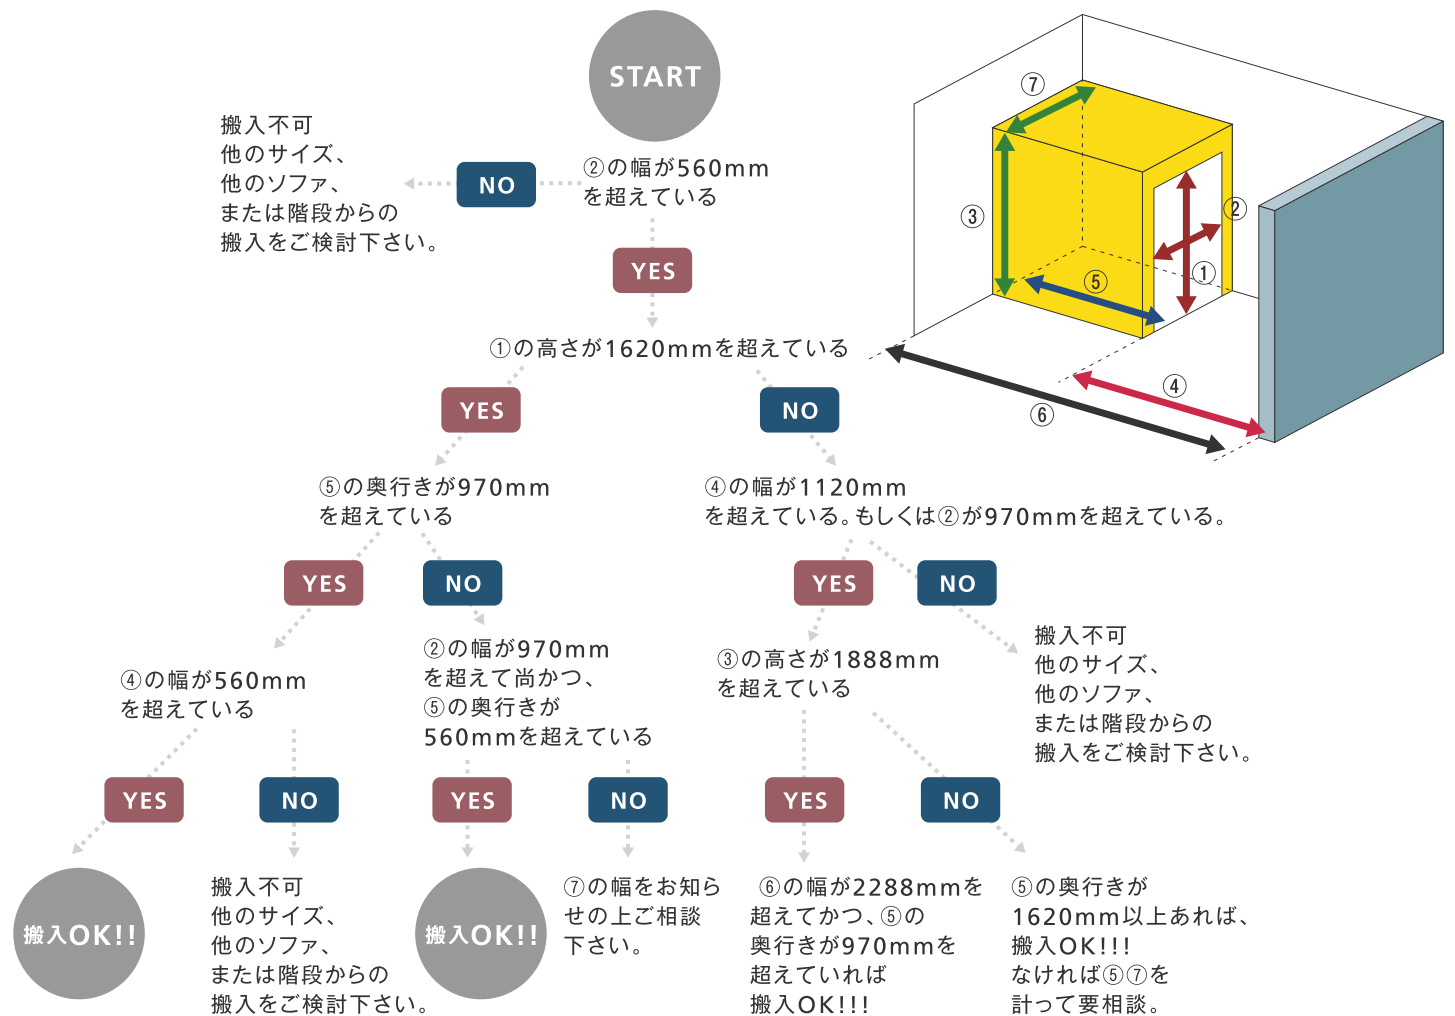 START
搬入不可
他のサイズ、
他のソファ、
または階段からの
搬入をご検討下さい。
NO
②の幅が560mm
を超えている
YES
①の高さが1620mmを超えている
YES
NO
⑤の奥行きが970mm
を超えている
④の幅が1120mm
を超えている。もしくは②が970mmを超えている。
YES
NO
YES
NO
④の幅が560mm
を超えている
②の幅が970mm
を超えて尚かつ、
⑤の奥行きが
560mmを超えている
③の高さが1888mm
を超えている
搬入不可
他のサイズ、
他のソファ、
または階段からの
搬入をご検討下さい。
YES
NO
YES
NO
YES
NO
搬入OK!!
搬入不可
他のサイズ、
他のソファ、
または階段からの
搬入をご検討下さい。
搬入OK!!
⑦の幅をお知ら
せの上ご相談
下さい。
⑥の幅が2288mmを
超えてかつ、⑤の
奥行きが970mmを
超えていれば
搬入OK!!!
⑤の奥行きが
1620mm以上あれば、
搬入OK!!!
なければ⑤⑦を
計って要相談。
⑦
③
②
①
⑤
④
⑥